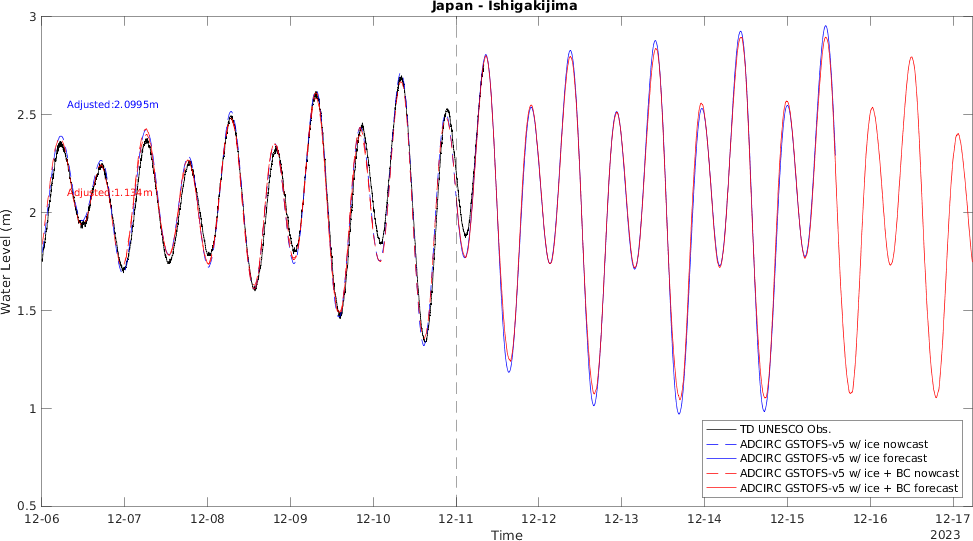 Japan - Ishigakijima
3
2.5
2
1.5
1
0.5
Water Level (m)
Adjusted:2.0995m
Adjusted:1.134m
TD UNESCO Obs.
ADCIRC GSTOFS-v5 w/ ice nowcast
ADCIRC GSTOFS-v5 w/ ice forecast
ADCIRC GSTOFS-v5 w/ ice + BC nowcast
ADCIRC GSTOFS-v5 w/ ice + BC forecast
12-06 12-07 12-08 12-09 12-10 12-11 12-12 12-13 12-14 12-15 12-16 12-17
Time
2023